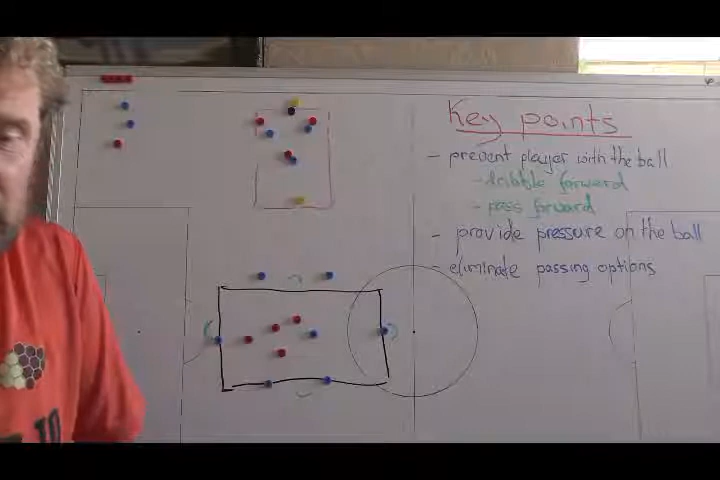 Key points
- prevent player with the ball
- dribble forward
- pass forward
- provide pressure on the ball
- eliminate passing options
10